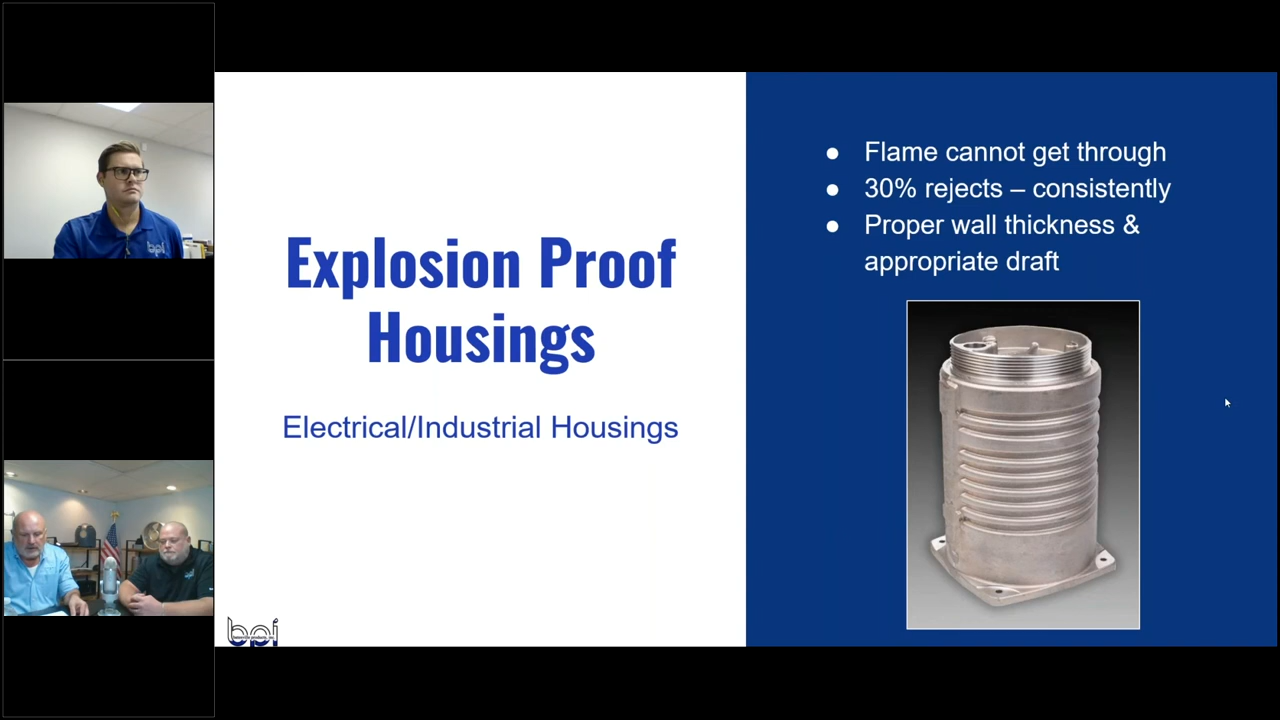 bpi
Explosion Proof
Housings
Electrical/Industrial Housings
bpi
● Flame cannot get through
● 30% rejects – consistently
● Proper wall thickness &
appropriate draft